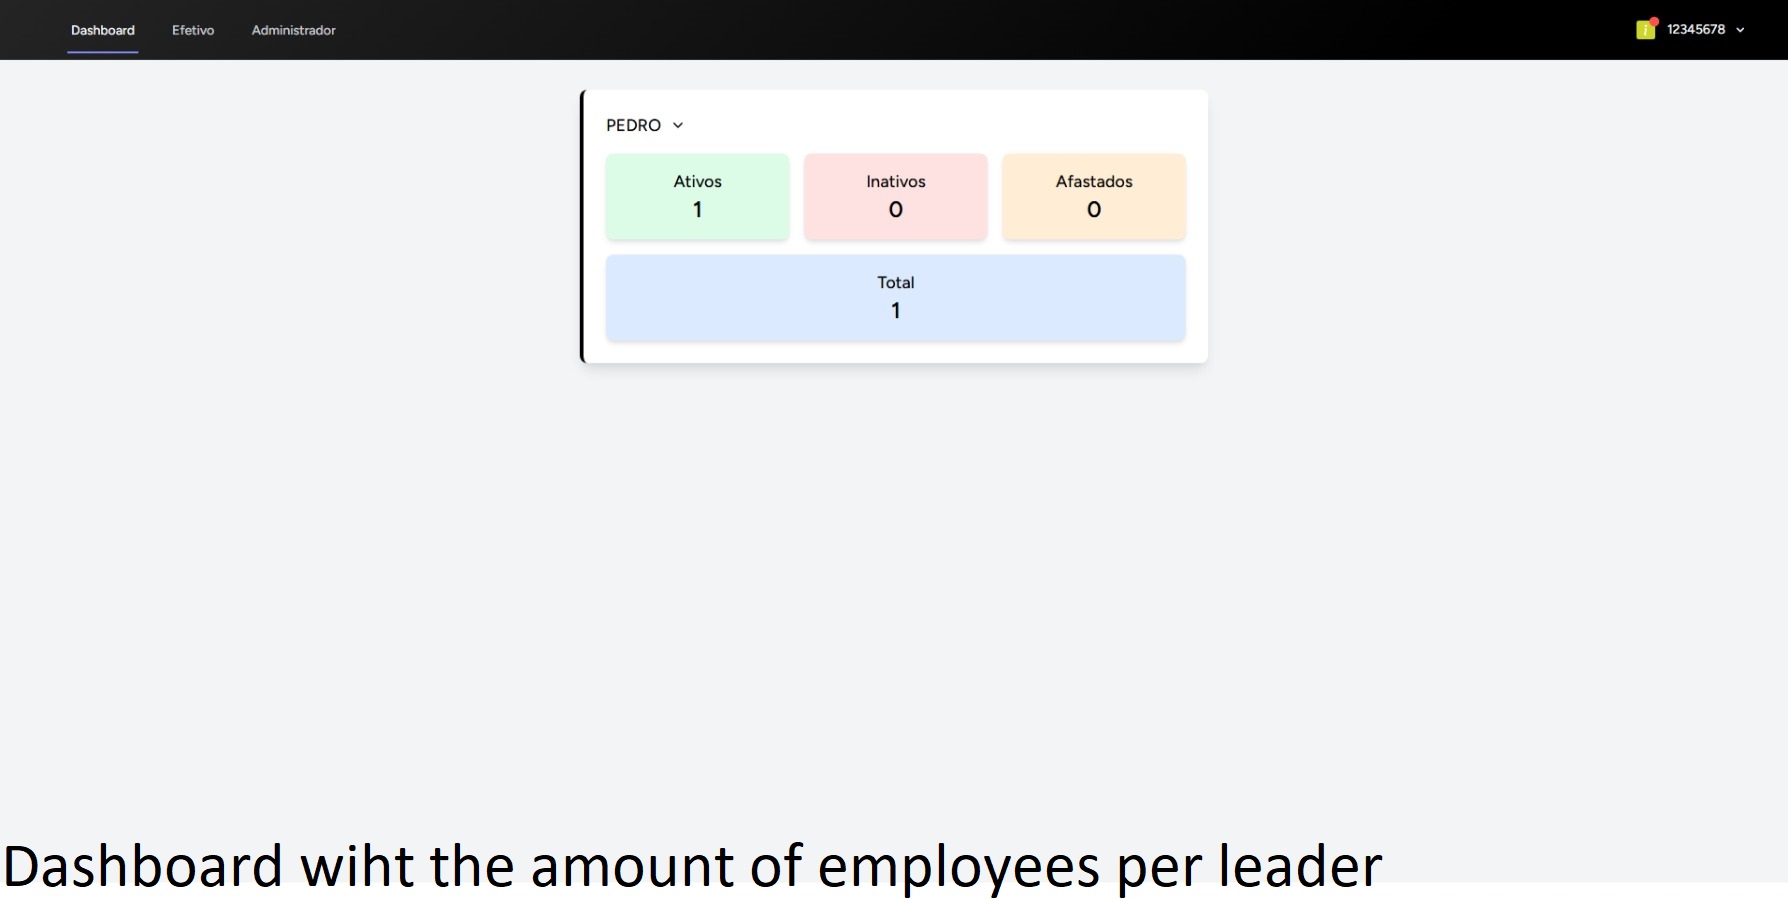 Dashboard Efetivo Administrador i 12345678
PEDRO
Ativos Inativos Afastados
1 0 0
Total
1
Dashboard wiht the amount of employees per leader